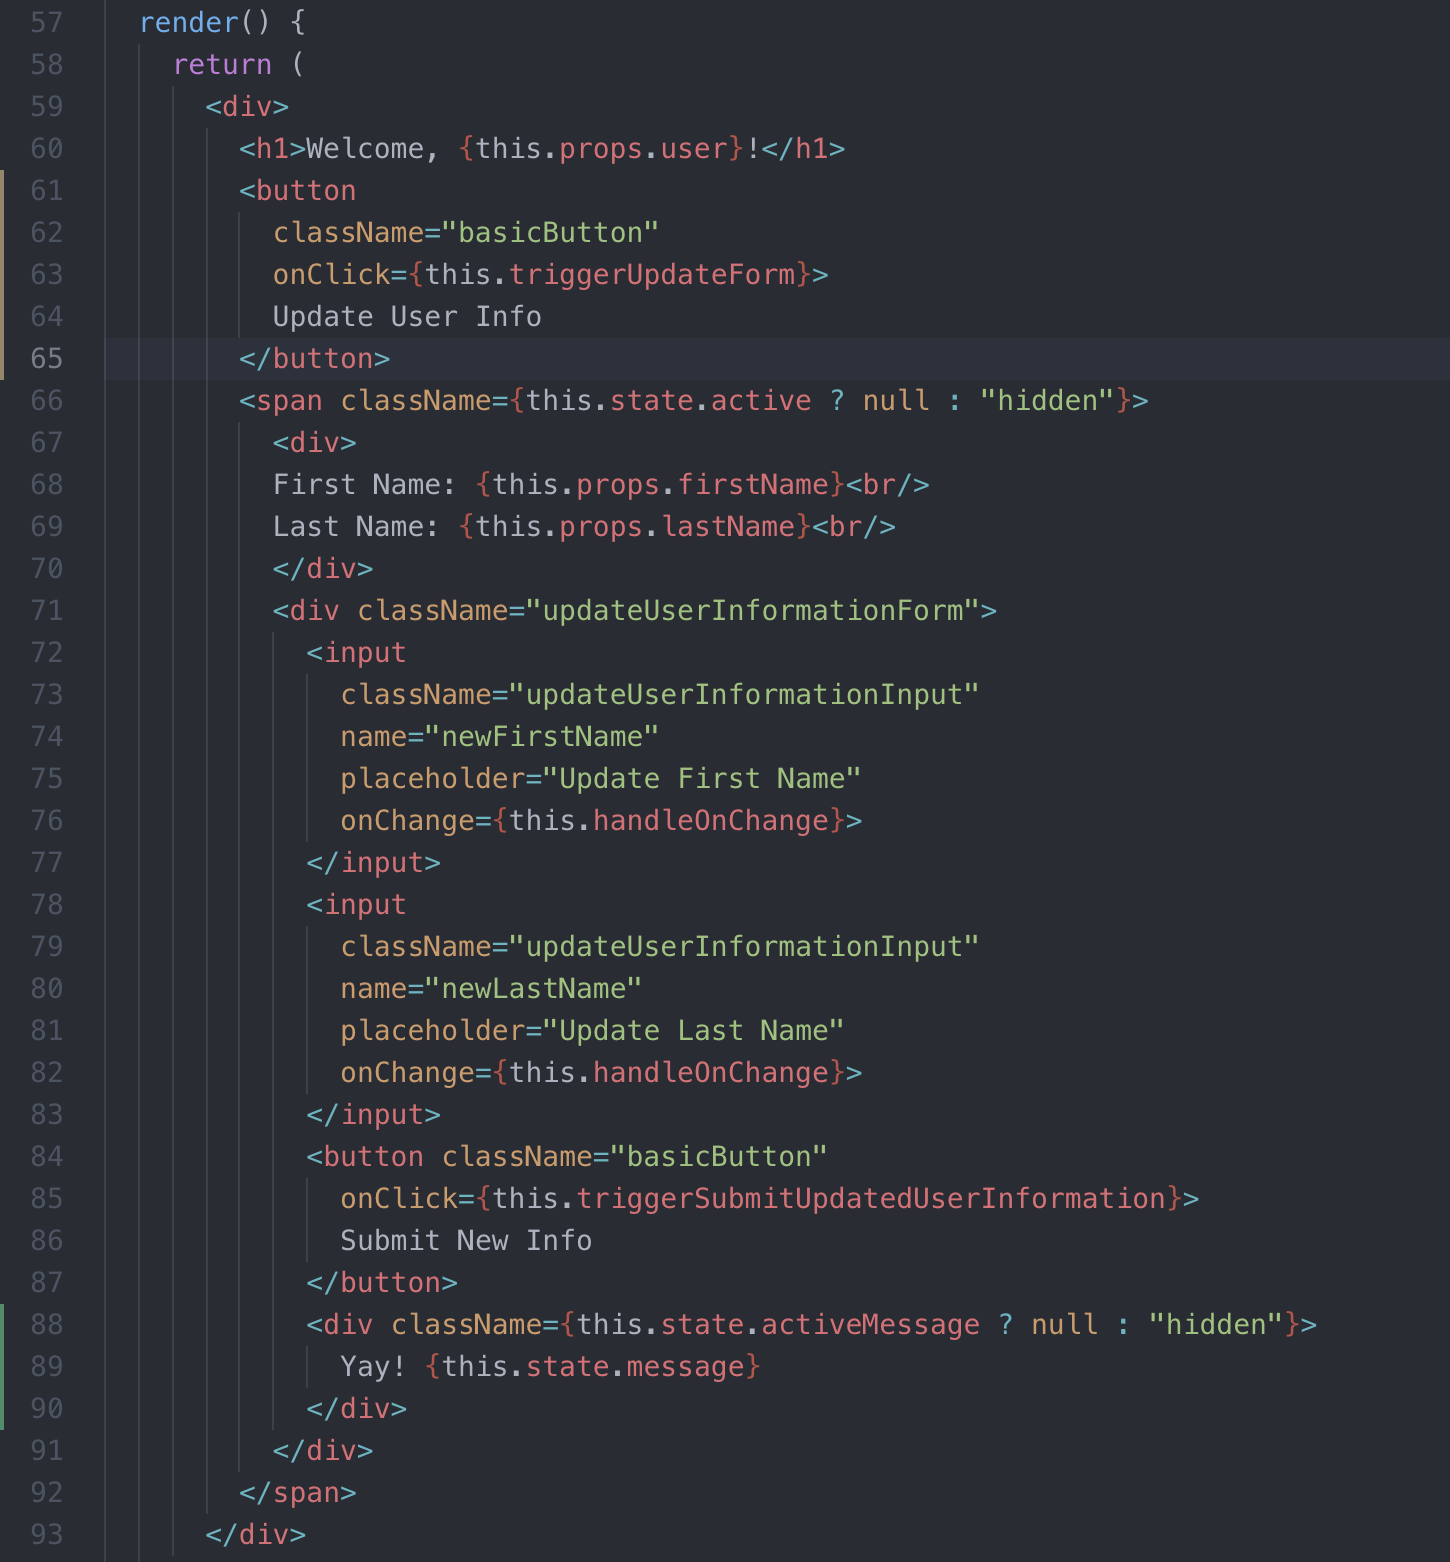 57 render() {
58 return (
59 <div>
60 <h1>Welcome, {this.props.user}!</h1>
61 <button
62 className="basicButton"
63 onClick={this.triggerUpdateForm}>
64 Update User Info
65 </button>
66 <span className={this.state.active ? null : "hidden"}>
67 <div>
68 First Name: {this.props.firstName}<br/>
69 Last Name: {this.props.lastName}<br/>
70 </div>
71 <div className="updateUserInformationForm">
72 <input
73 className="updateUserInformationInput"
74 name="newFirstName"
75 placeholder="Update First Name"
76 onChange={this.handleOnChange}>
77 </input>
78 <input
79 className="updateUserInformationInput"
80 name="newLastName"
81 placeholder="Update Last Name"
82 onChange={this.handleOnChange}>
83 </input>
84 <button className="basicButton"
85 onClick={this.triggerSubmitUpdatedUserInformation}>
86 Submit New Info
87 </button>
88 <div className={this.state.activeMessage ? null : "hidden"}>
89 Yay! {this.state.message}
90 </div>
91 </div>
92 </span>
93 </div>